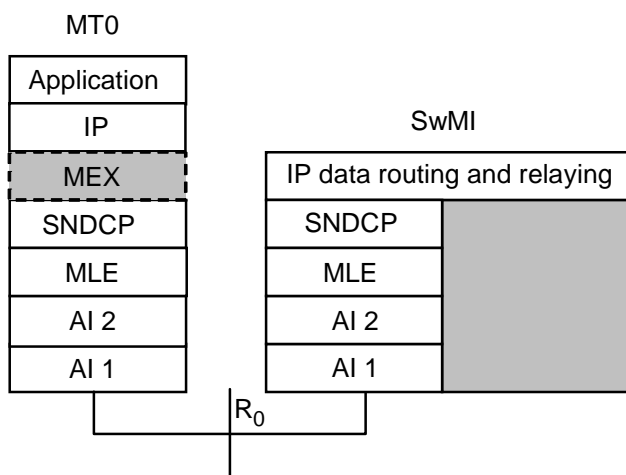 MT0
Application
IP
MEX
SNDCP
MLE
AI 2
AI 1
SwMI
IP data routing and relaying
SNDCP
MLE
AI 2
AI 1
R0